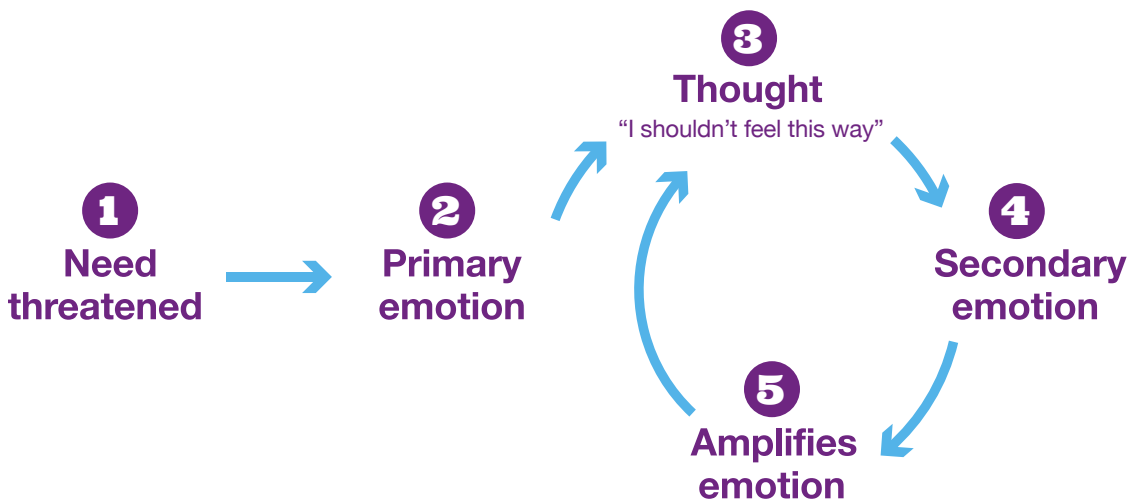 1
Need
threatened
2
Primary
emotion
3
Thought
“I shouldn’t feel this way”
4
Secondary
emotion
5
Amplifies
emotion